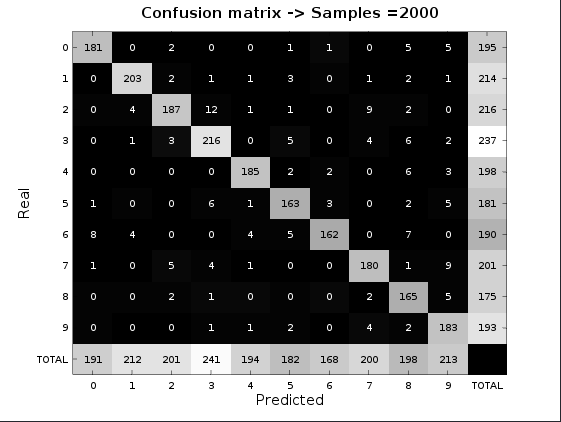 Confusion matrix -> Samples =2000
0 181 0 2 0 0 1 1 0 5 5 195
1 0 203 2 1 1 3 0 1 2 1 214
2 0 4 187 12 1 1 0 9 2 0 216
3 0 1 3 216 0 5 0 4 6 2 237
4 0 0 0 0 185 2 2 0 6 3 198
5 1 0 0 6 1 163 3 0 2 5 181
6 8 4 0 0 4 5 162 0 7 0 190
7 1 0 5 4 1 0 0 180 1 9 201
8 0 0 2 1 0 0 0 2 165 5 175
9 0 0 0 1 1 2 0 4 2 183 193
TOTAL 191 212 201 241 194 182 168 200 198 213
0 1 2 3 4 5 6 7 8 9 TOTAL
Predicted
Real